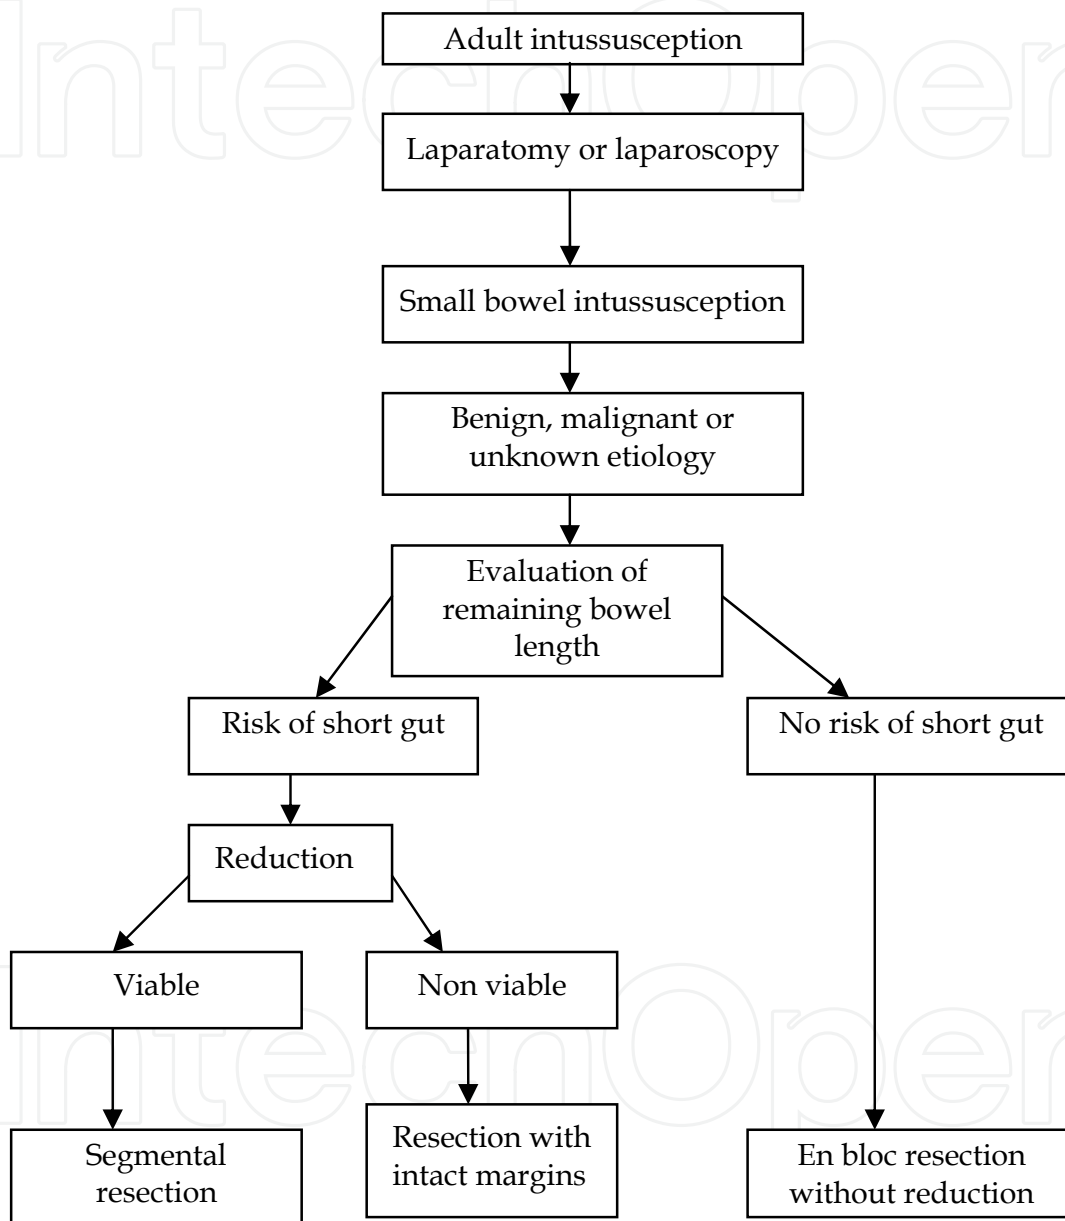 IntechOpen
Adult intussusception
Laparatomy or laparoscopy
Small bowel intussusception
Benign, malignant or
unknown etiology
Evaluation of
remaining bowel
length
Risk of short gut
No risk of short gut
Reduction
Viable
Non viable
IntechOpen
Segmental
resection
Resection with
intact margins
En bloc resection
without reduction